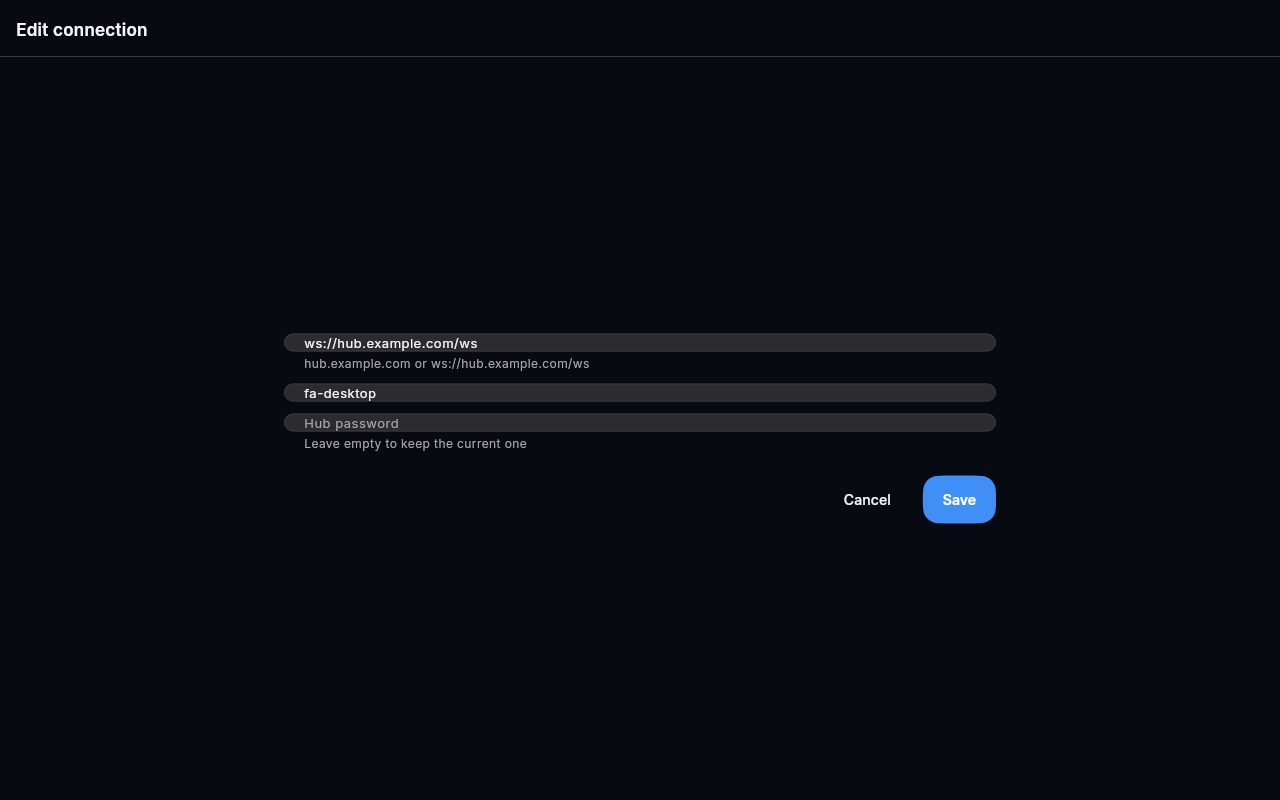 Edit connection
ws://hub.example.com/ws
hub.example.com or ws://hub.example.com/ws
fa-desktop
Hub password
Leave empty to keep the current one
Cancel
Save